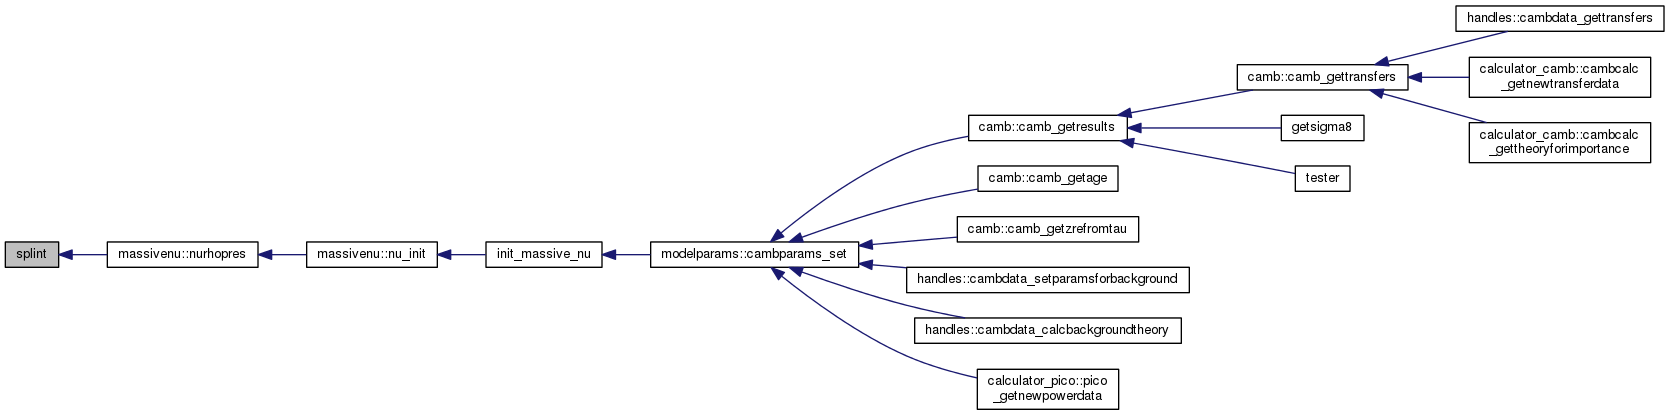 splint
massivenu::nurhopres
massivenu::nu_init
init_massive_nu
modelparams::cambparams_set
camb::camb_getresults
camb::camb_gettransfers
handles::cambdata_gettransfers
calculator_camb::cambcalc
_getnewtransferdata
calculator_camb::cambcalc
_gettheoryforimportance
getsigma8
tester
camb::camb_getage
camb::camb_getzrefromtau
handles::cambdata_setparamsforbackground
handles::cambdata_calcbackgroundtheory
calculator_pico::pico
_getnewpowerdata